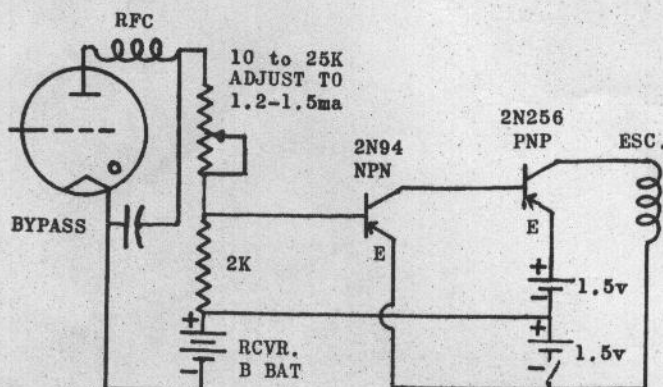 RFC
10 to 25K
ADJUST TO
1.2-1.5ma
2N94
NPN
2N256
PNP
ESC.
BYPASS
2K
E
E
+
-
1.5v
+
-
RCVR.
B BAT
+
-
1.5v